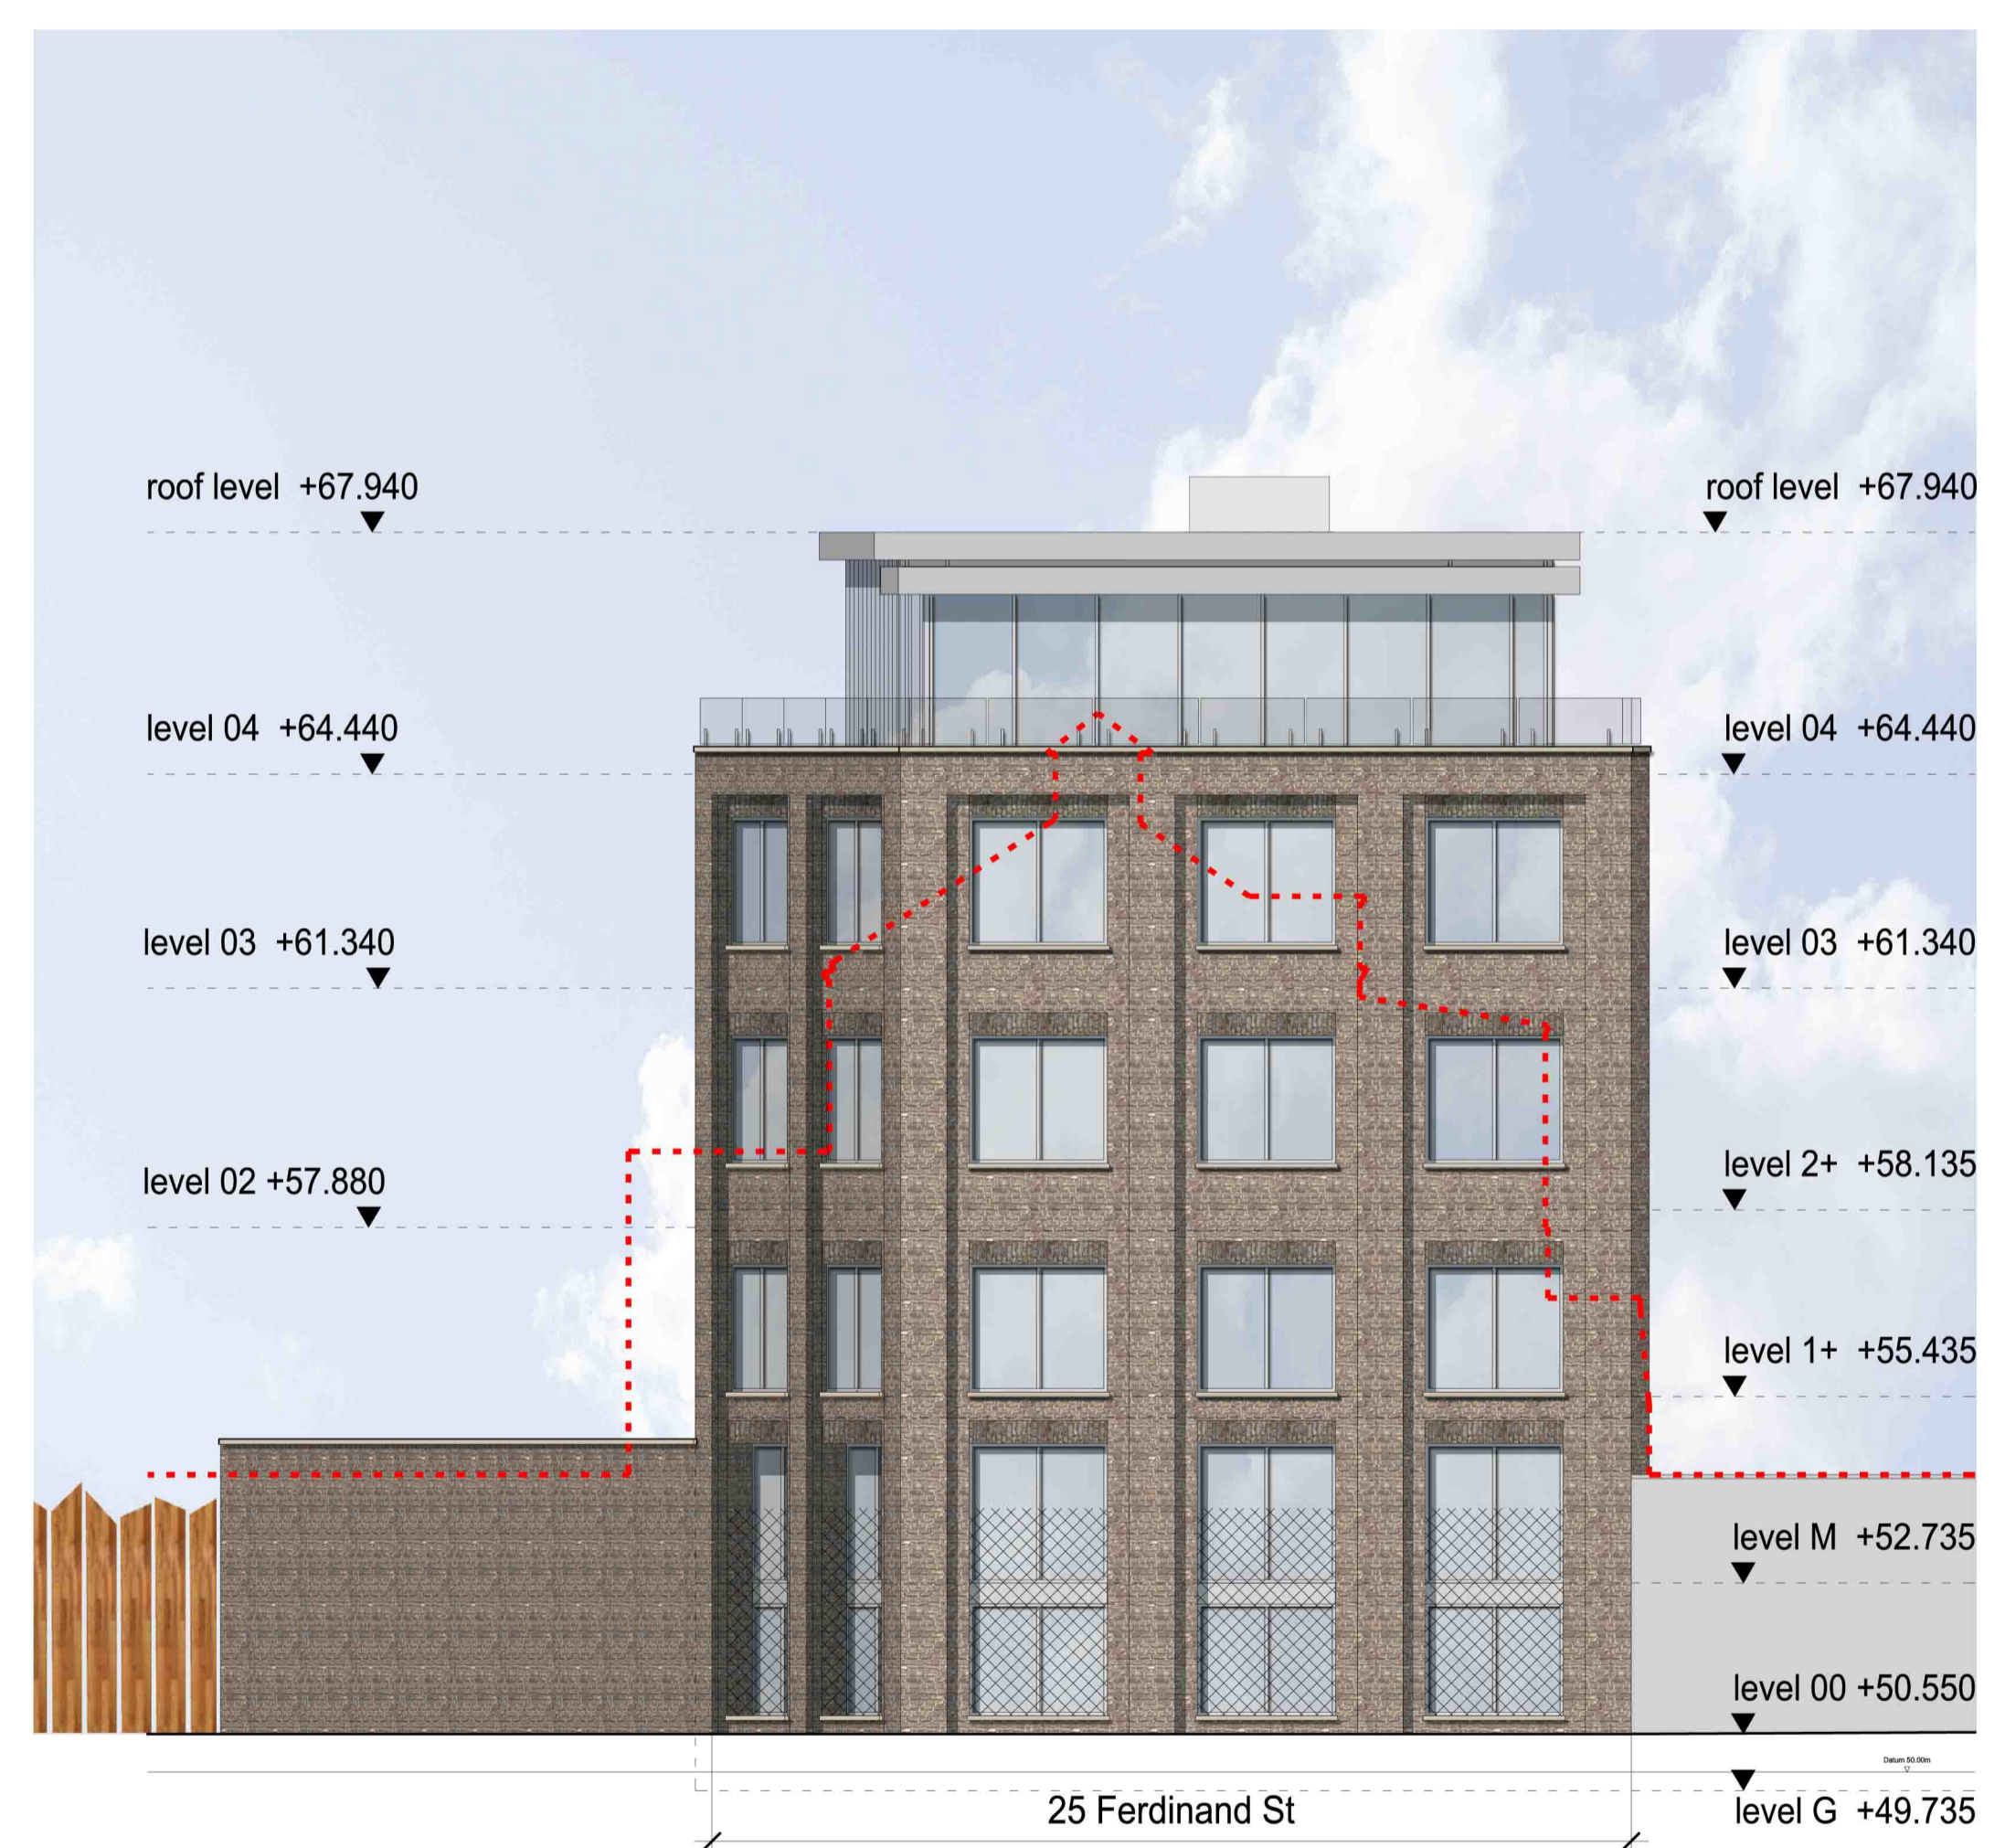 roof level +67.940
roof level +67.940
level 04 +64.440
level 04 +64.440
level 03 +61.340
level 03 +61.340
level 2+ +58.135
level 02 +57.880
level 1+ +55.435
level M +52.735
level 00 +50.550
Datum 50.00m
25 Ferdinand St
level G +49.735